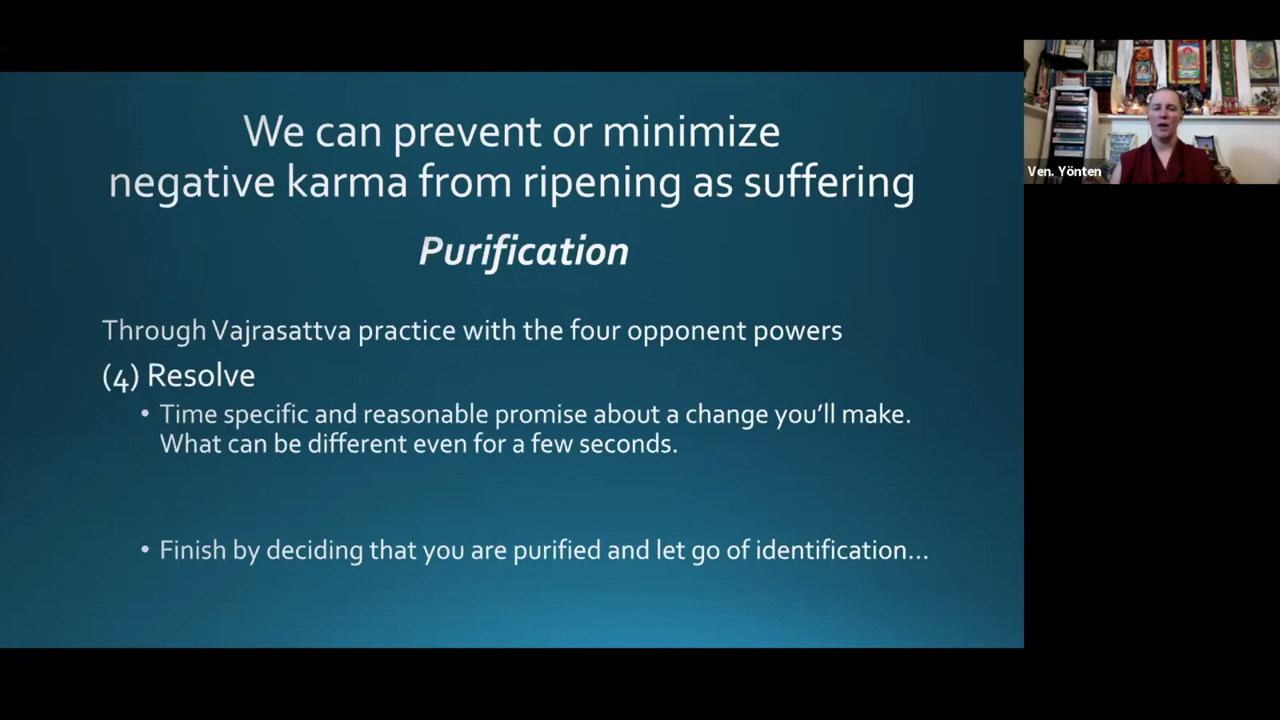 We can prevent or minimize
negative karma from ripening as suffering
Purification
Through Vajrasattva practice with the four opponent powers
(4) Resolve
• Time specific and reasonable promise about a change you'll make.
What can be different even for a few seconds.
• Finish by deciding that you are purified and let go of identification...
Ven. Yönten